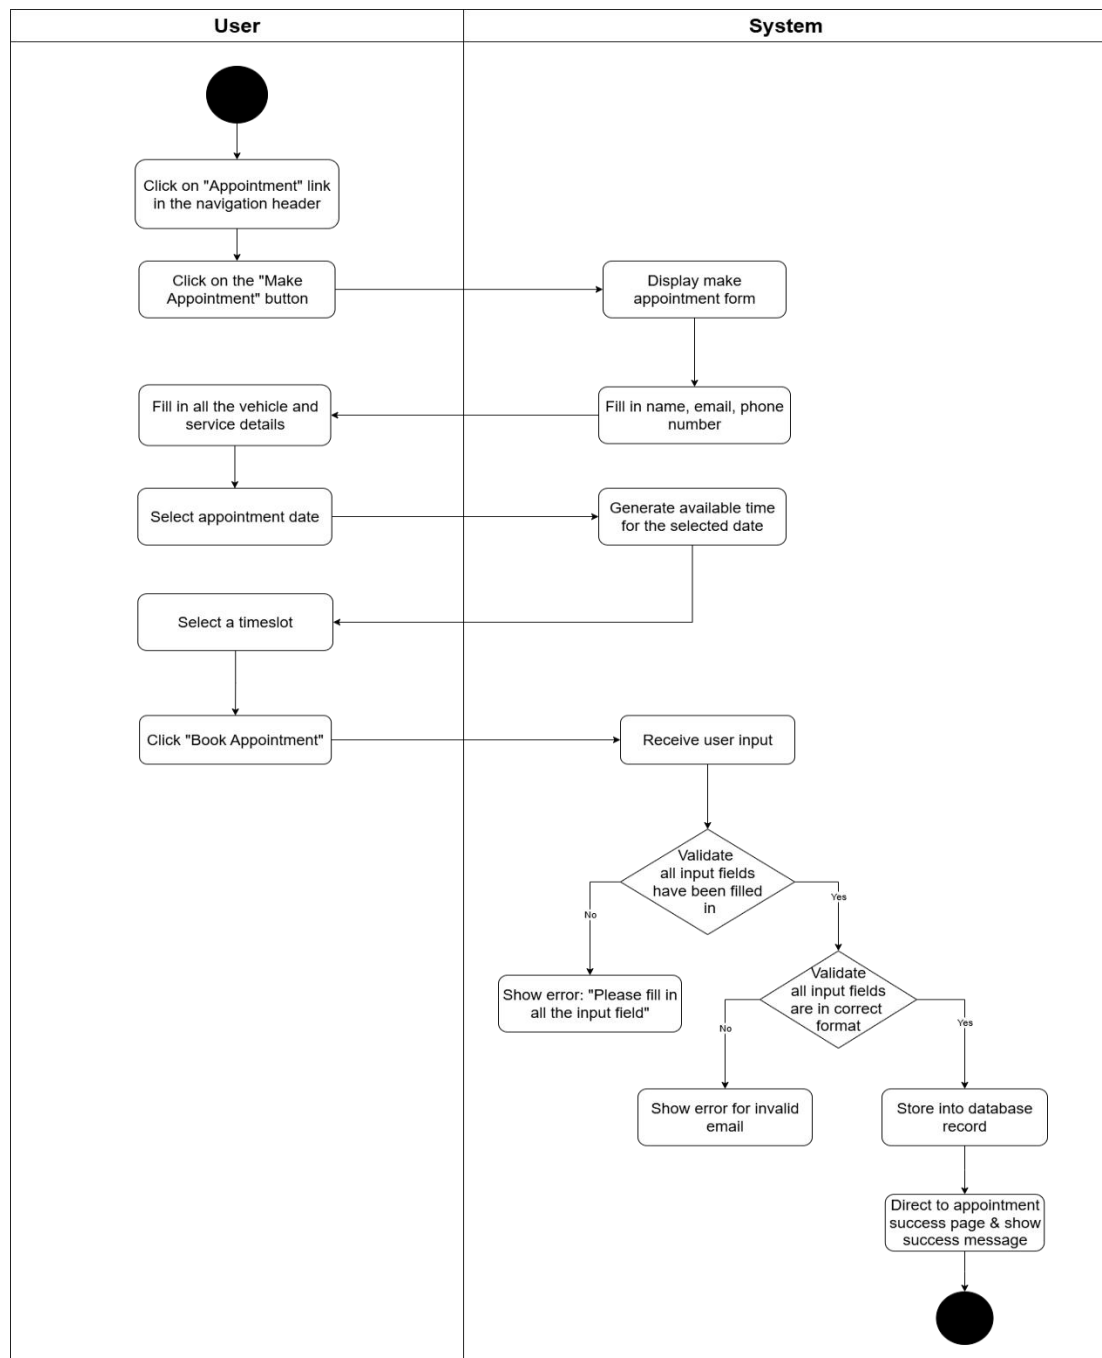 User
System
Click on "Appointment" link
in the navigation header
Click on the "Make
Appointment" button
Display make
appointment form
Fill in name, email, phone
number
Fill in all the vehicle and
service details
Select appointment date
Generate available time
for the selected date
Select a timeslot
Click "Book Appointment"
Receive user input
Validate
all input fields
have been filled
in
No
Yes
Show error: "Please fill in
all the input field"
Validate
all input fields
are in correct
format
No
Yes
Show error for invalid
email
Store into database
record
Direct to appointment
success page & show
success message